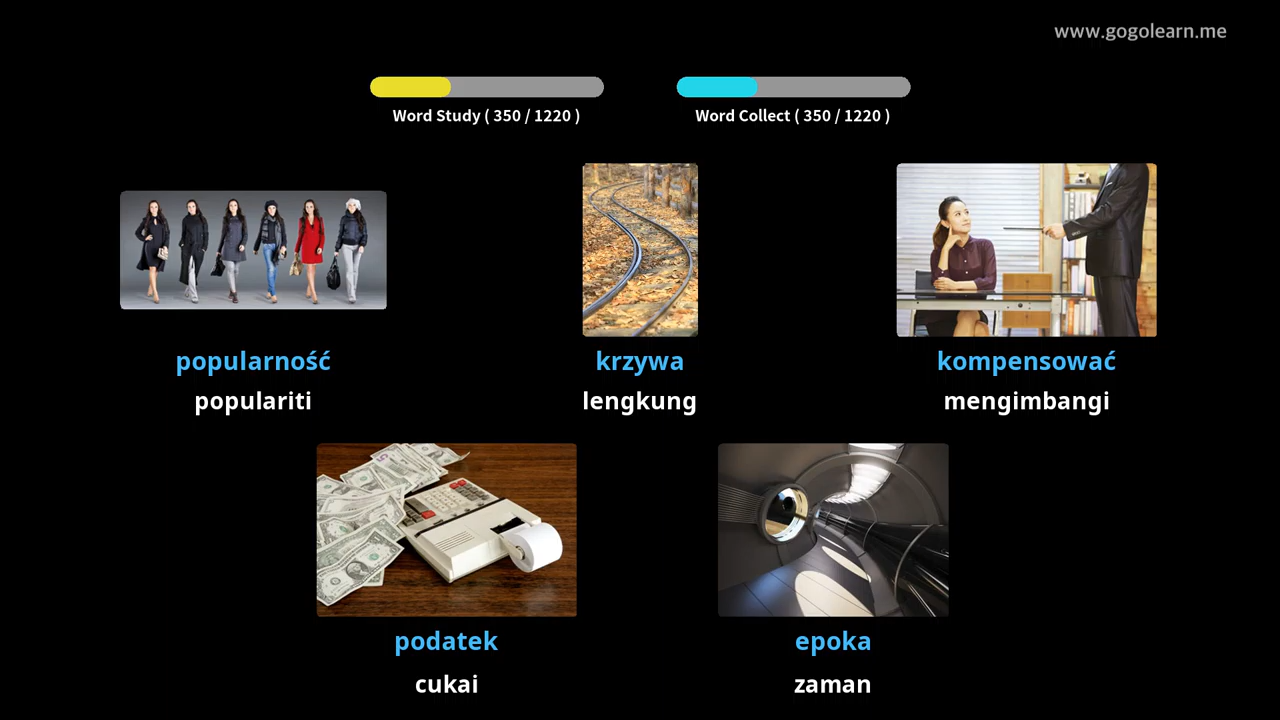 www.gogolearn.me
Word Study ( 350 / 1220 )
Word Collect ( 350 / 1220 )
popularność
populariti
krzywa
lengkung
kompensować
mengimbangi
podatek
cukai
epoka
zaman